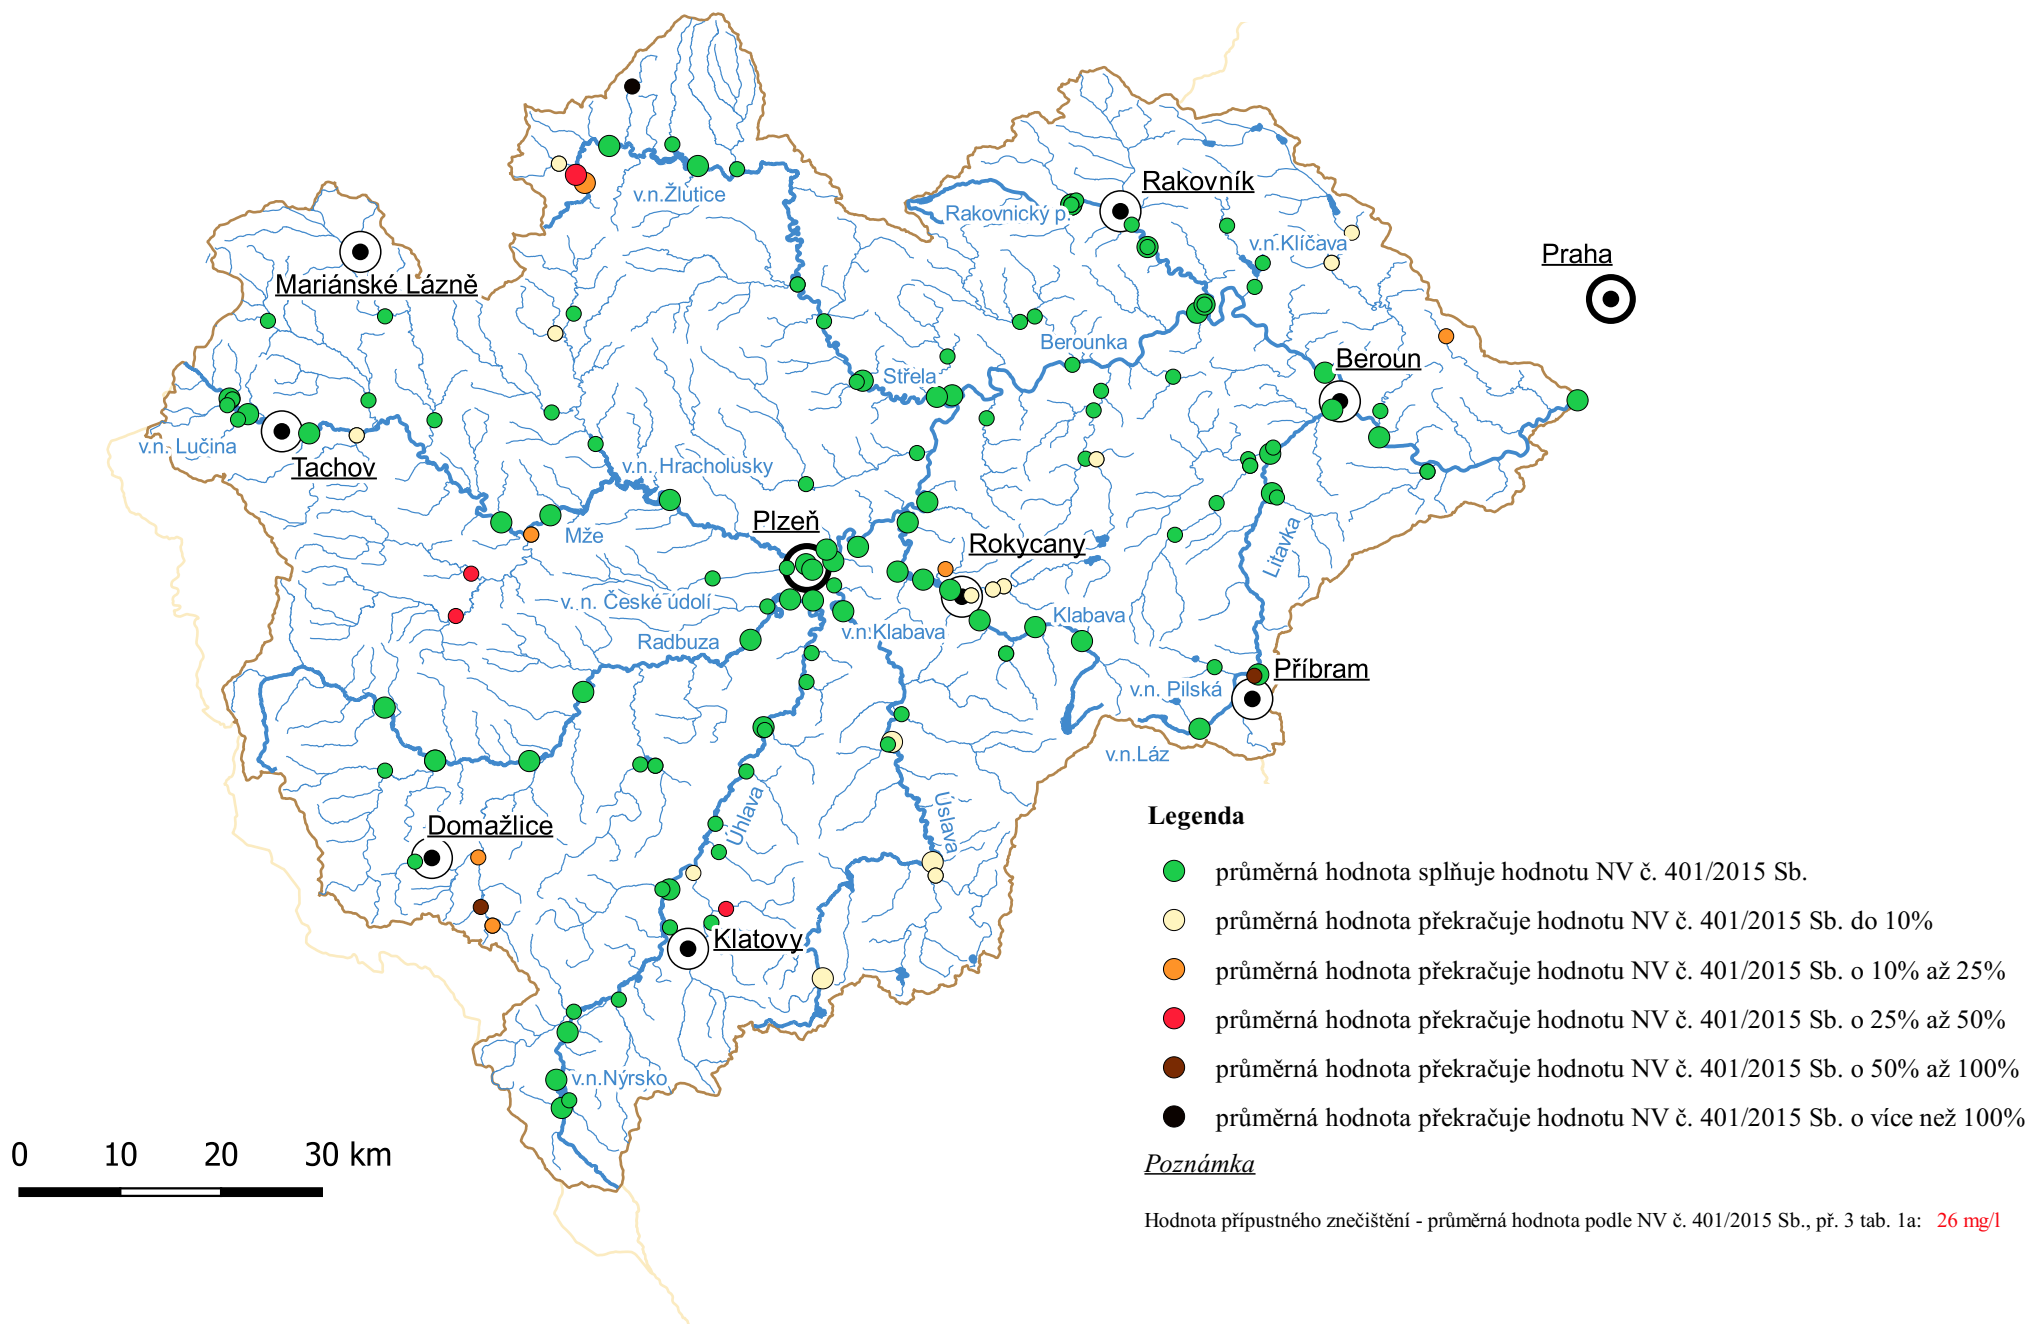 Rakovník
v.n.Žlutice
Rakovnický p.
v.n.Klíčava
Praha
Mariánské Lázně
Berounka
Beroun
Střela
v.n. Lučina
Tachov
v.n. Hracholusky
Plzeň
Mže
Rokycany
Litavka
v. n. České údolí
Klabava
v.n.Klabava
Radbuza
Příbram
v.n. Pilská
v.n.Láz
Úhlava
Úslava
Domažlice
Klatovy
v.n.Nýrsko
0 10 20 30 km
Legenda
průměrná hodnota splňuje hodnotu NV č. 401/2015 Sb.
průměrná hodnota překračuje hodnotu NV č. 401/2015 Sb. do 10%
průměrná hodnota překračuje hodnotu NV č. 401/2015 Sb. o 10% až 25%
průměrná hodnota překračuje hodnotu NV č. 401/2015 Sb. o 25% až 50%
průměrná hodnota překračuje hodnotu NV č. 401/2015 Sb. o 50% až 100%
průměrná hodnota překračuje hodnotu NV č. 401/2015 Sb. o více než 100%
Poznámka
Hodnota přípustného znečištění - průměrná hodnota podle NV č. 401/2015 Sb., př. 3 tab. 1a: 26 mg/l